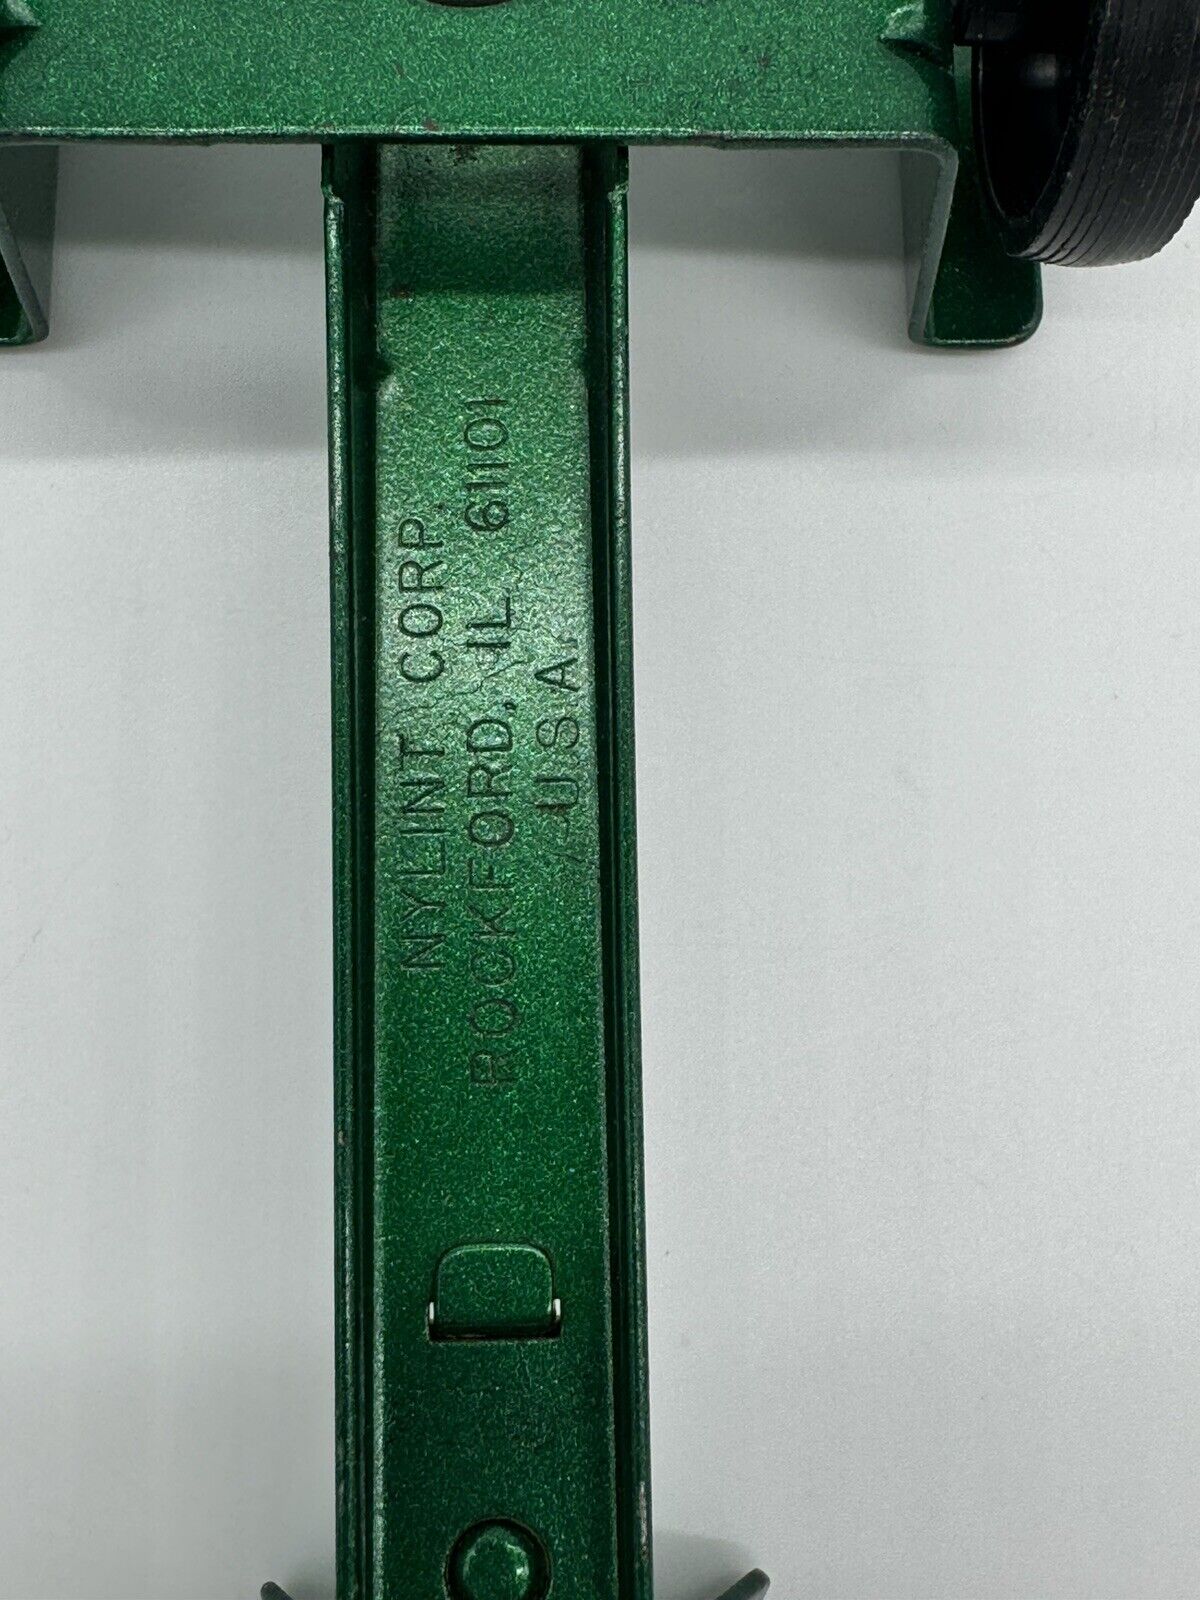 NYLINT CORP.
ROCKFORD, IL 61101
U.S.A.